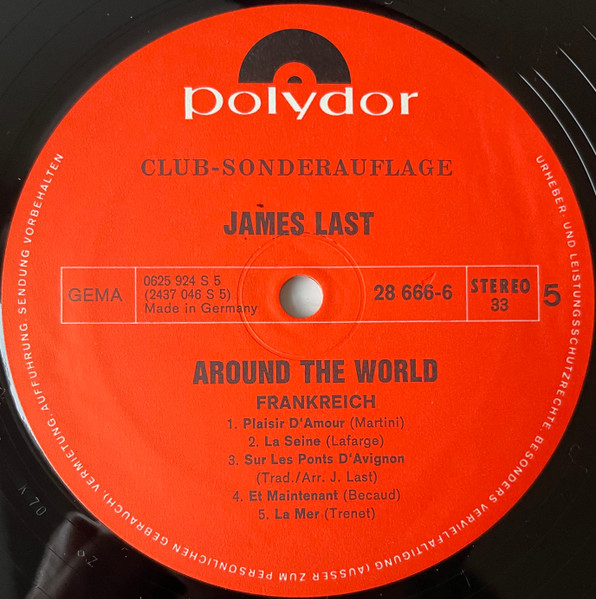 polydor
CLUB-SONDERAUFLAGE
JAMES LAST
GEMA
0625 924 S 5
(2437 046 S 5)
Made in Germany
28 666-6
STEREO
33
5
AROUND THE WORLD
FRANKREICH
1. Plaisir D'Amour (Martini)
2. La Seine (Lafarge)
3. Sur Les Ponts D'Avignon
(Trad./Arr. J. Last)
4. Et Maintenant (Becaud)
5. La Mer (Trenet)
URHEBER- UND LEISTUNGSSCHUTZRECHTE, BESONDERS VERVIELFÄLTIGUNG (AUSSER ZUM PERSÖNLICHEN GEBRAUCH), VERMIETUNG, AUFFÜHRUNG, SENDUNG VORBEHALTEN